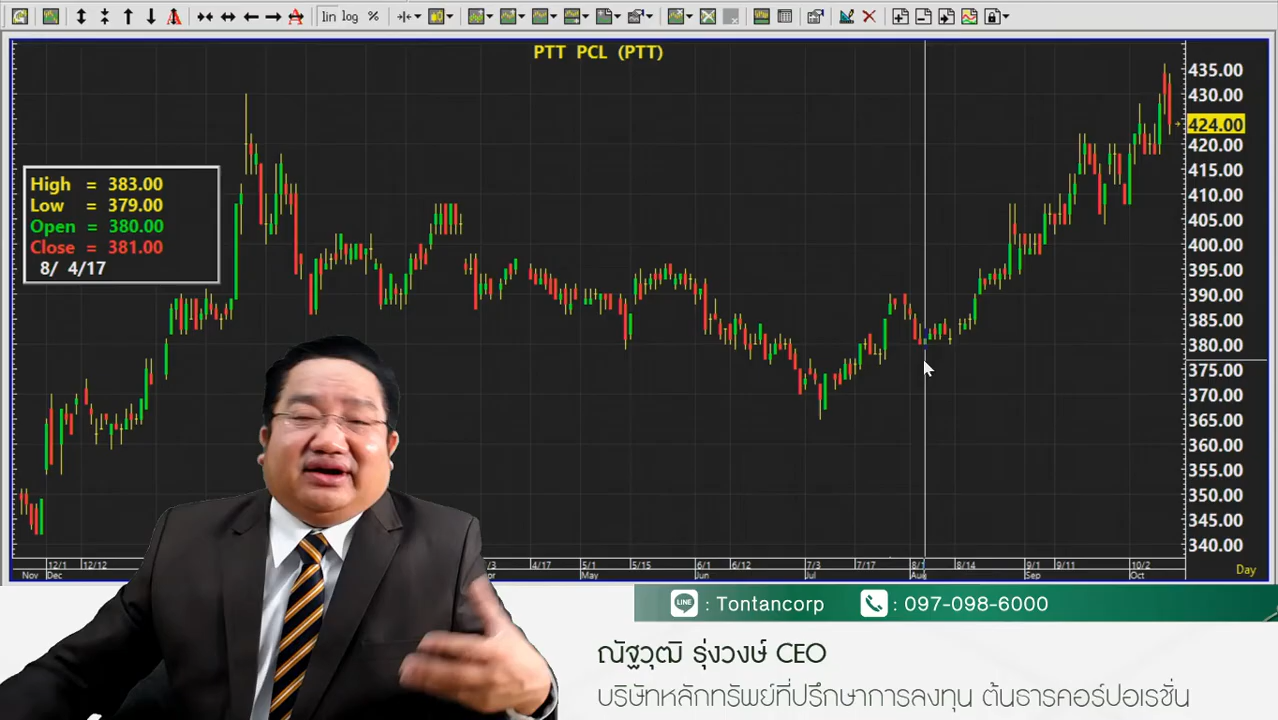 lin log %
PTT PCL (PTT)
435.00
430.00
424.00
420.00
415.00
410.00
405.00
400.00
395.00
390.00
385.00
380.00
375.00
370.00
365.00
360.00
355.00
350.00
345.00
340.00
High = 383.00
Low = 379.00
Open = 380.00
Close = 381.00
8/ 4/17
12/1 12/12 4/17 5/1 5/15 6/12 7/3 7/17 8/1 8/14 9/1 9/11 10/2
Nov Dec May Jun Jul Aug Sep Oct Day
: Tontancorp : 097-098-6000
ณัฐวุฒิ รุ่งวงษ์ CEO
บริษัทหลักทรัพย์ที่ปรึกษาการลงทุน ต้นธารคอร์ปอเรชั่น